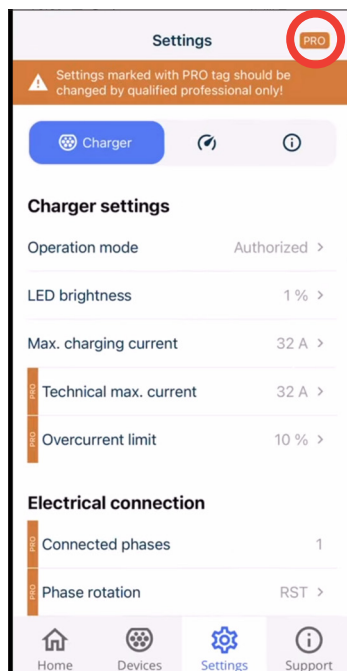 Settings
PRO
Settings marked with PRO tag should be
changed by qualified professional only!
Charger
Charger settings
Operation mode Authorized >
LED brightness 1 % >
Max. charging current 32 A >
PRO Technical max. current 32 A >
PRO Overcurrent limit 10 % >
Electrical connection
PRO Connected phases 1
PRO Phase rotation RST >
Home Devices Settings Support